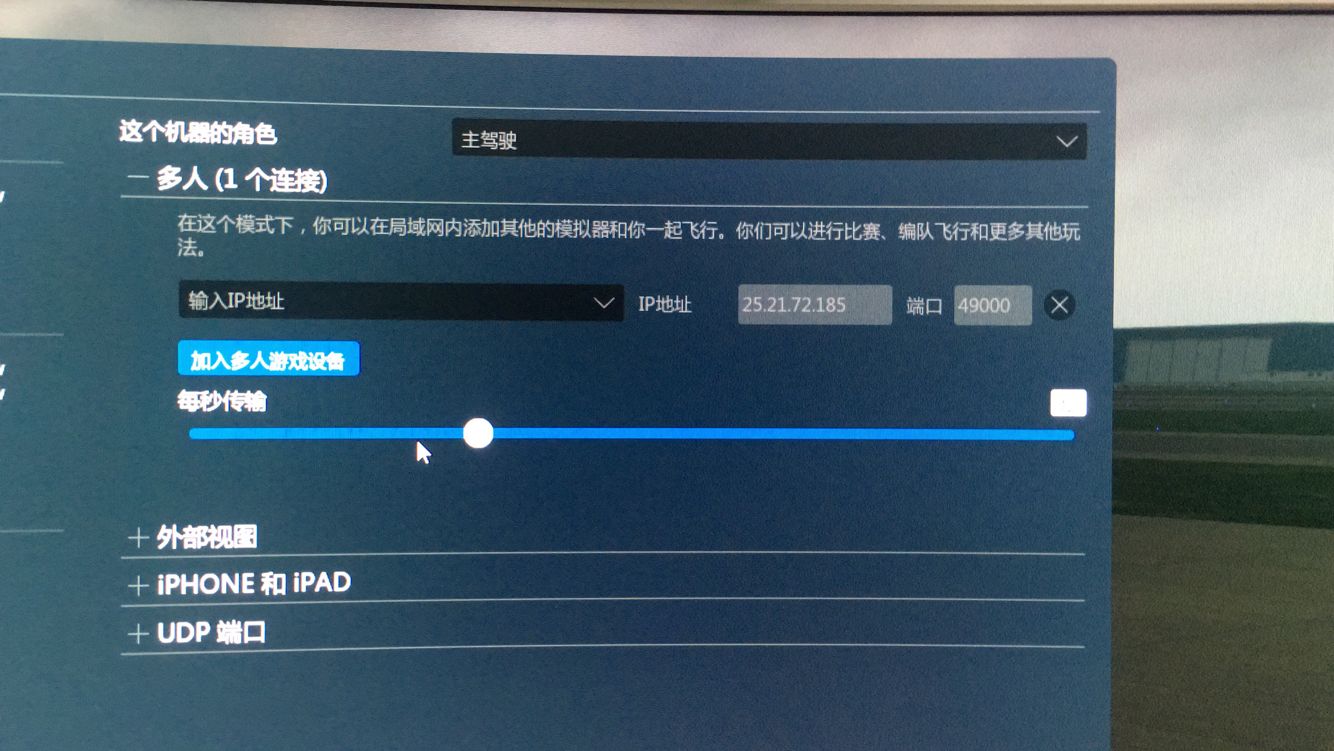 这个机器的角色
主驾驶
多人 (1 个连接)
在这个模式下，你可以在局域网内添加其他的模拟器和你一起飞行。你们可以进行比赛、编队飞行和更多其他玩
法。
输入IP地址
IP地址
25.21.72.185
端口
49000
加入多人游戏设备
每秒传输
外部视图
iPHONE 和 iPAD
UDP 端口